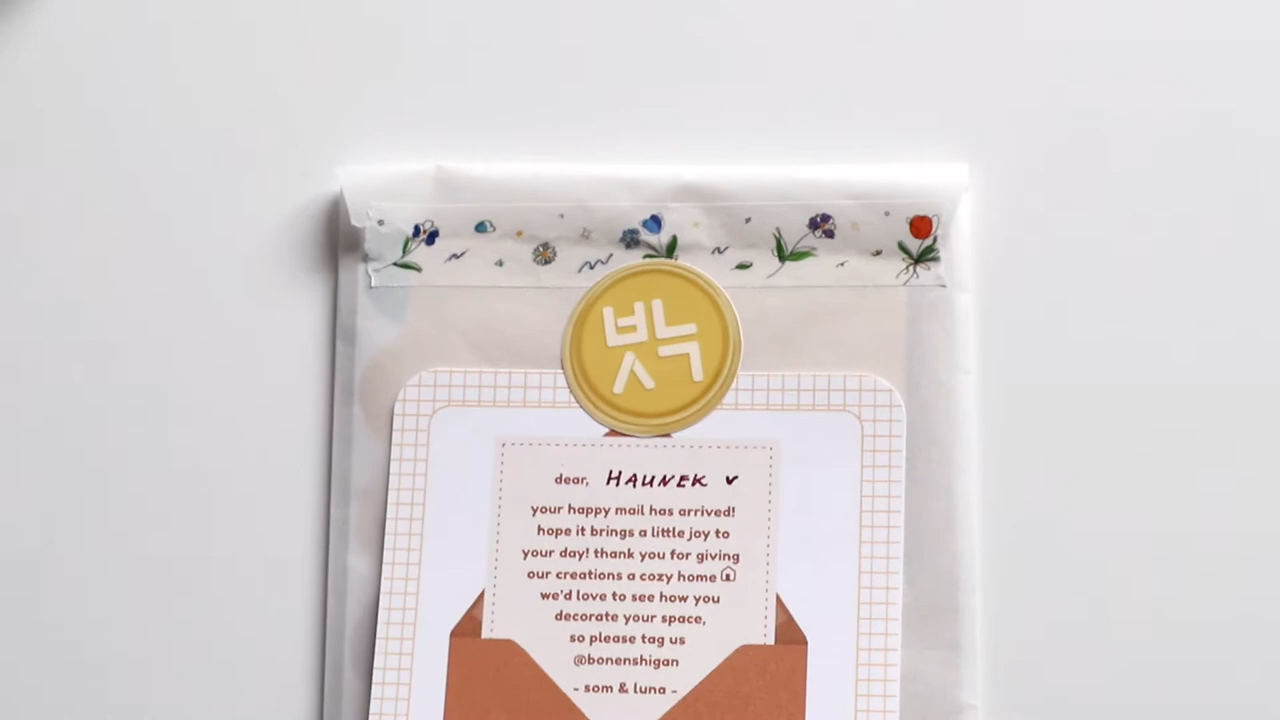 ㅂㄴ
ㅅㄱ
dear, HAUNEK ♥
your happy mail has arrived!
hope it brings a little joy to
your day! thank you for giving
our creations a cozy home
we'd love to see how you
decorate your space,
so please tag us
@bonenshigan
- som & luna -